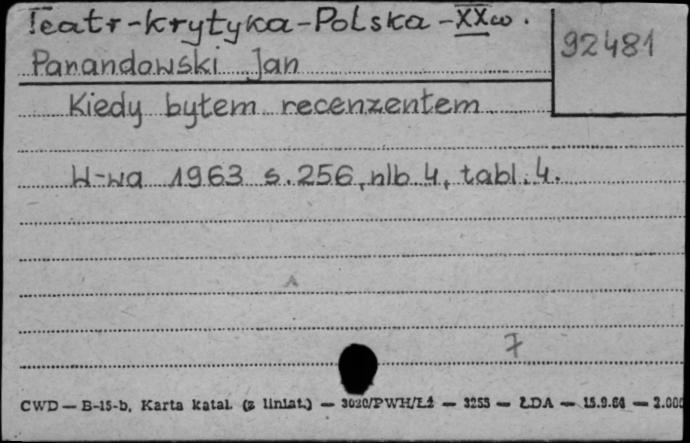 Teatr-krytyka-Polska-XXw.
92481
Parandowski Jan
Kiedy byłem recenzentem
W-wa 1963 s.256, nlb 4, tabl. 4.
7
CWD — B-15-b. Karta katal. (z liniat.) — 3020/PWH/Łż — 3253 — ŁDA — 15.9.64 — 2.000